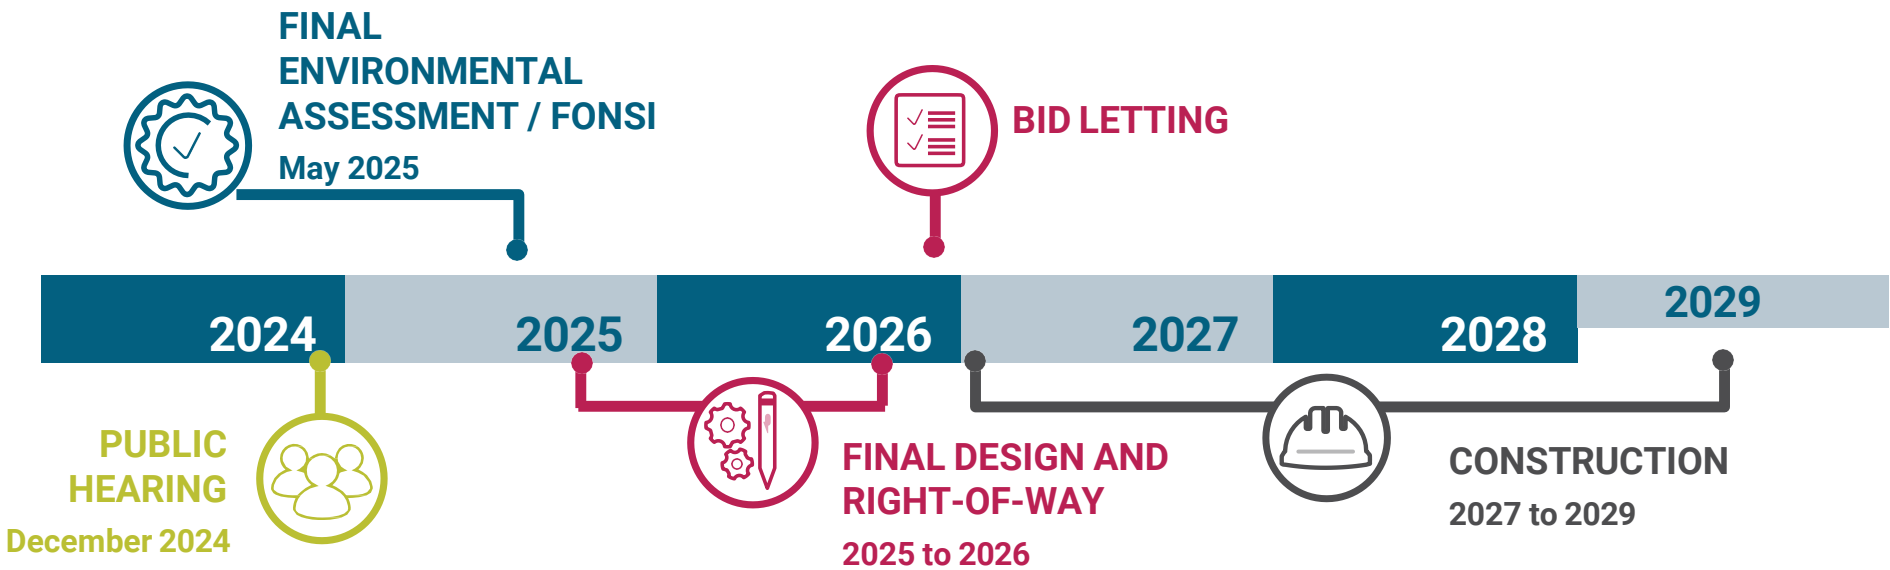 FINAL
ENVIRONMENTAL
ASSESSMENT / FONSI
May 2025
BID LETTING
2024
2025
2026
2027
2028
2029
PUBLIC
HEARING
December 2024
FINAL DESIGN AND
RIGHT-OF-WAY
2025 to 2026
CONSTRUCTION
2027 to 2029